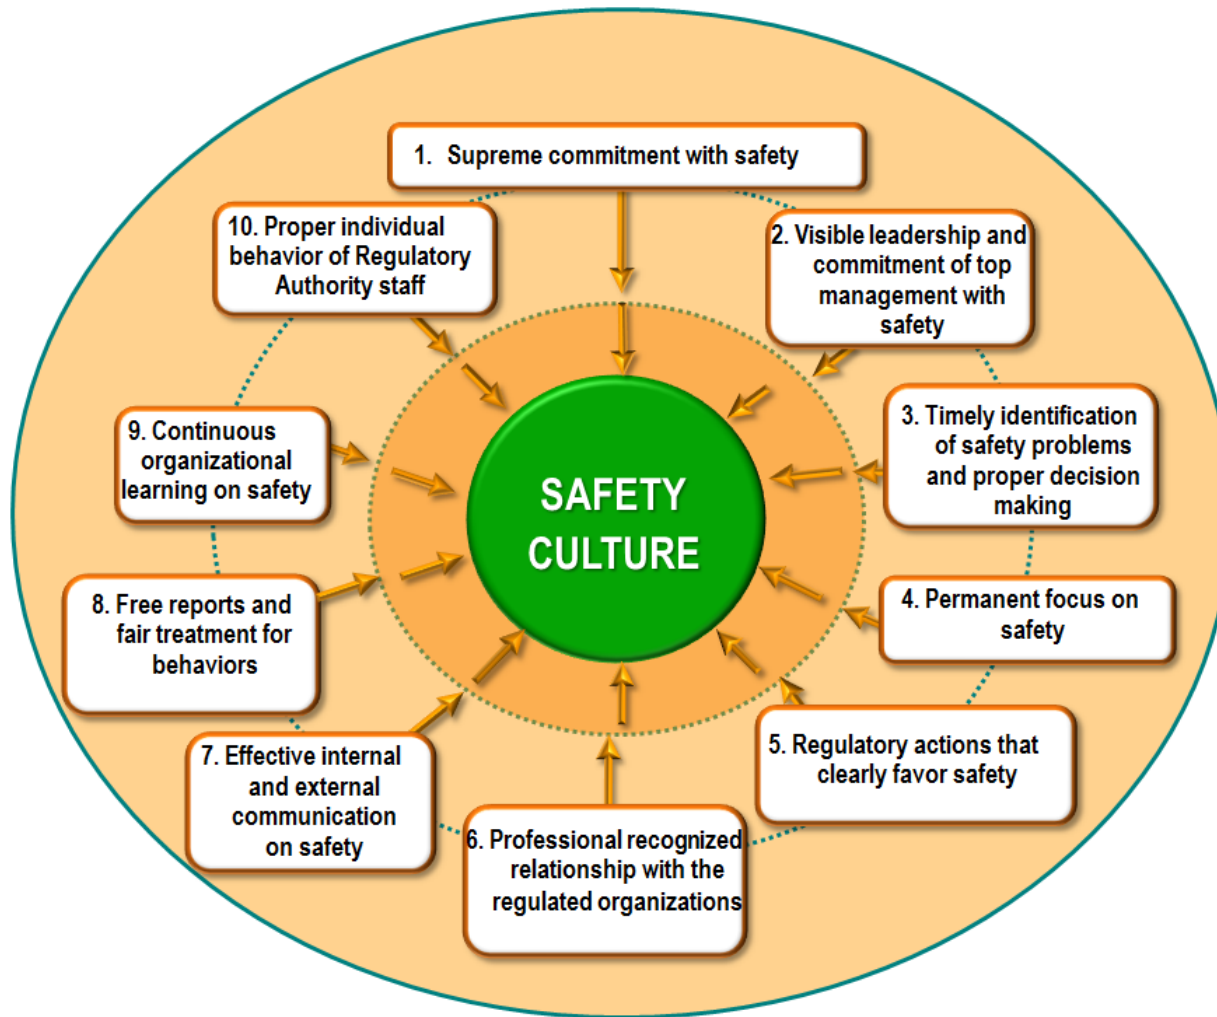 1. Supreme commitment with safety
2. Visible leadership and
commitment of top
management with
safety
3. Timely identification
of safety problems
and proper decision
making
4. Permanent focus on
safety
5. Regulatory actions that
clearly favor safety
6. Professional recognized
relationship with the
regulated organizations
7. Effective internal
and external
communication
on safety
8. Free reports and
fair treatment for
behaviors
9. Continuous
organizational
learning on safety
10. Proper individual
behavior of Regulatory
Authority staff
SAFETY
CULTURE